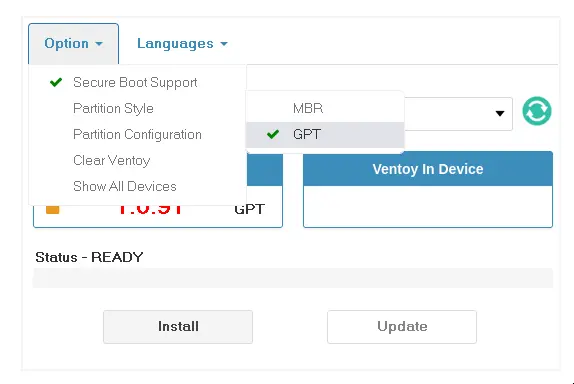 Option Languages
Secure Boot Support
Partition Style
MBR
Partition Configuration
GPT
Clear Ventoy
Ventoy In Device
Show All Devices
1.0.91 GPT
Status - READY
Install Update